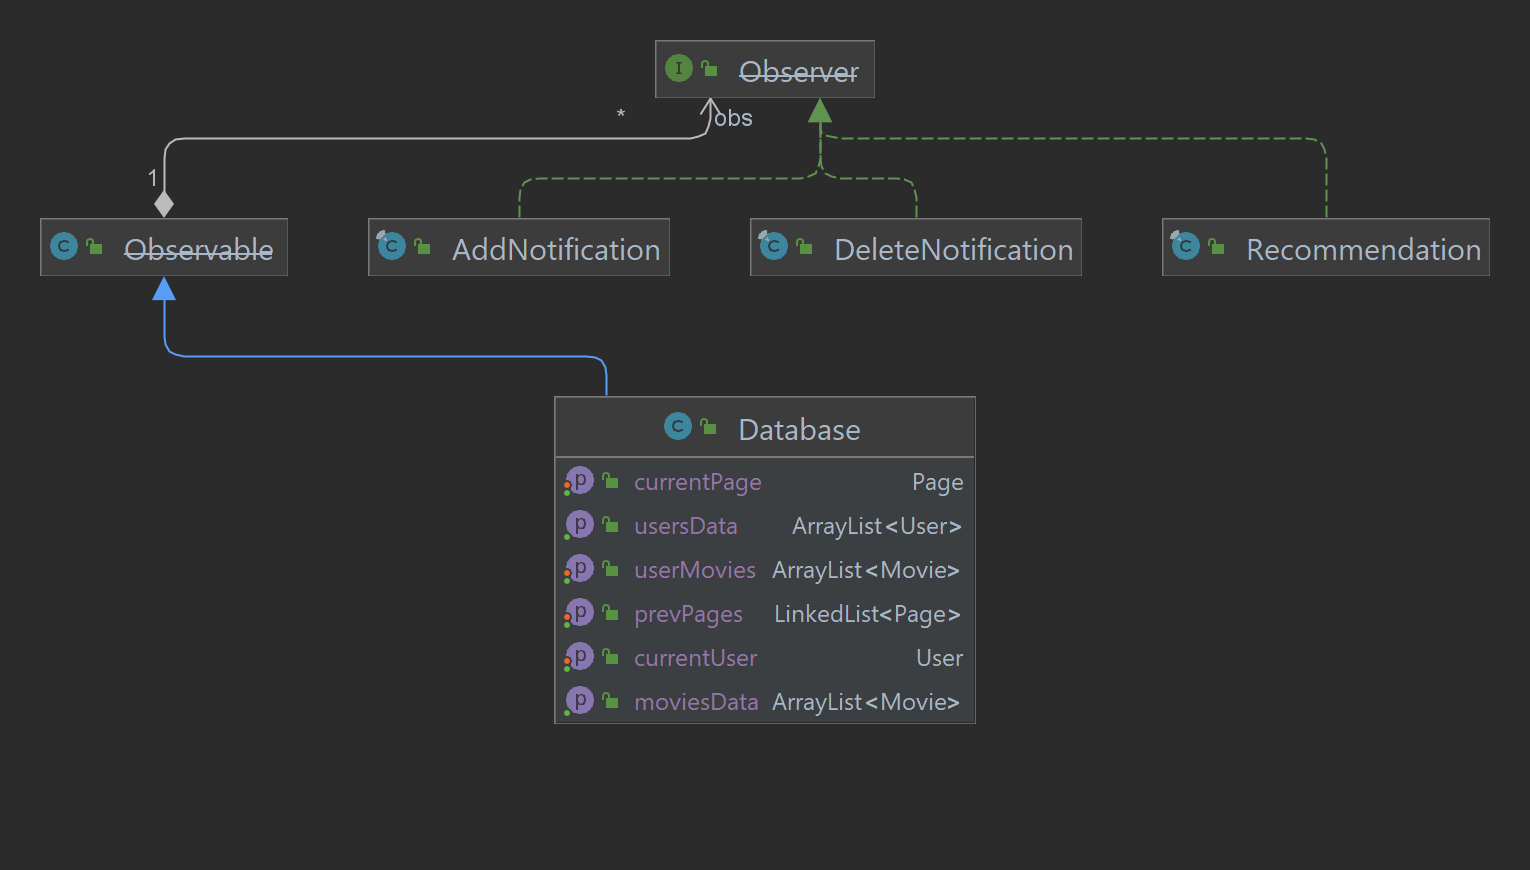 I Observer
*
obs
1
C Observable
C AddNotification
C DeleteNotification
C Recommendation
C Database
p currentPage Page
p usersData ArrayList<User>
p userMovies ArrayList<Movie>
p prevPages LinkedList<Page>
p currentUser User
p moviesData ArrayList<Movie>